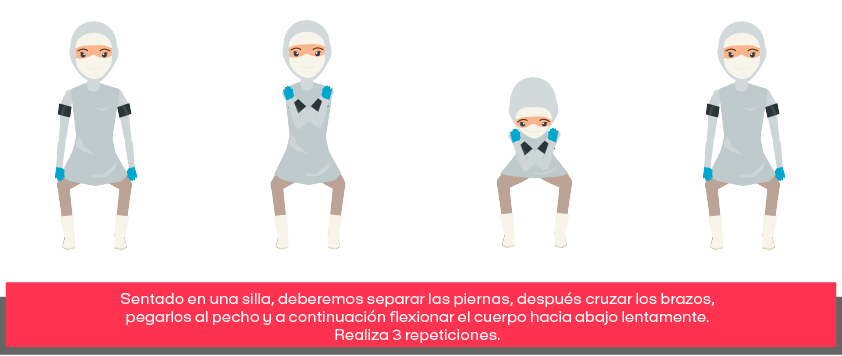 Sentado en una silla, deberemos separar las piernas, después cruzar los brazos,
pegarlos al pecho y a continuación flexionar el cuerpo hacia abajo lentamente.
Realiza 3 repeticiones.